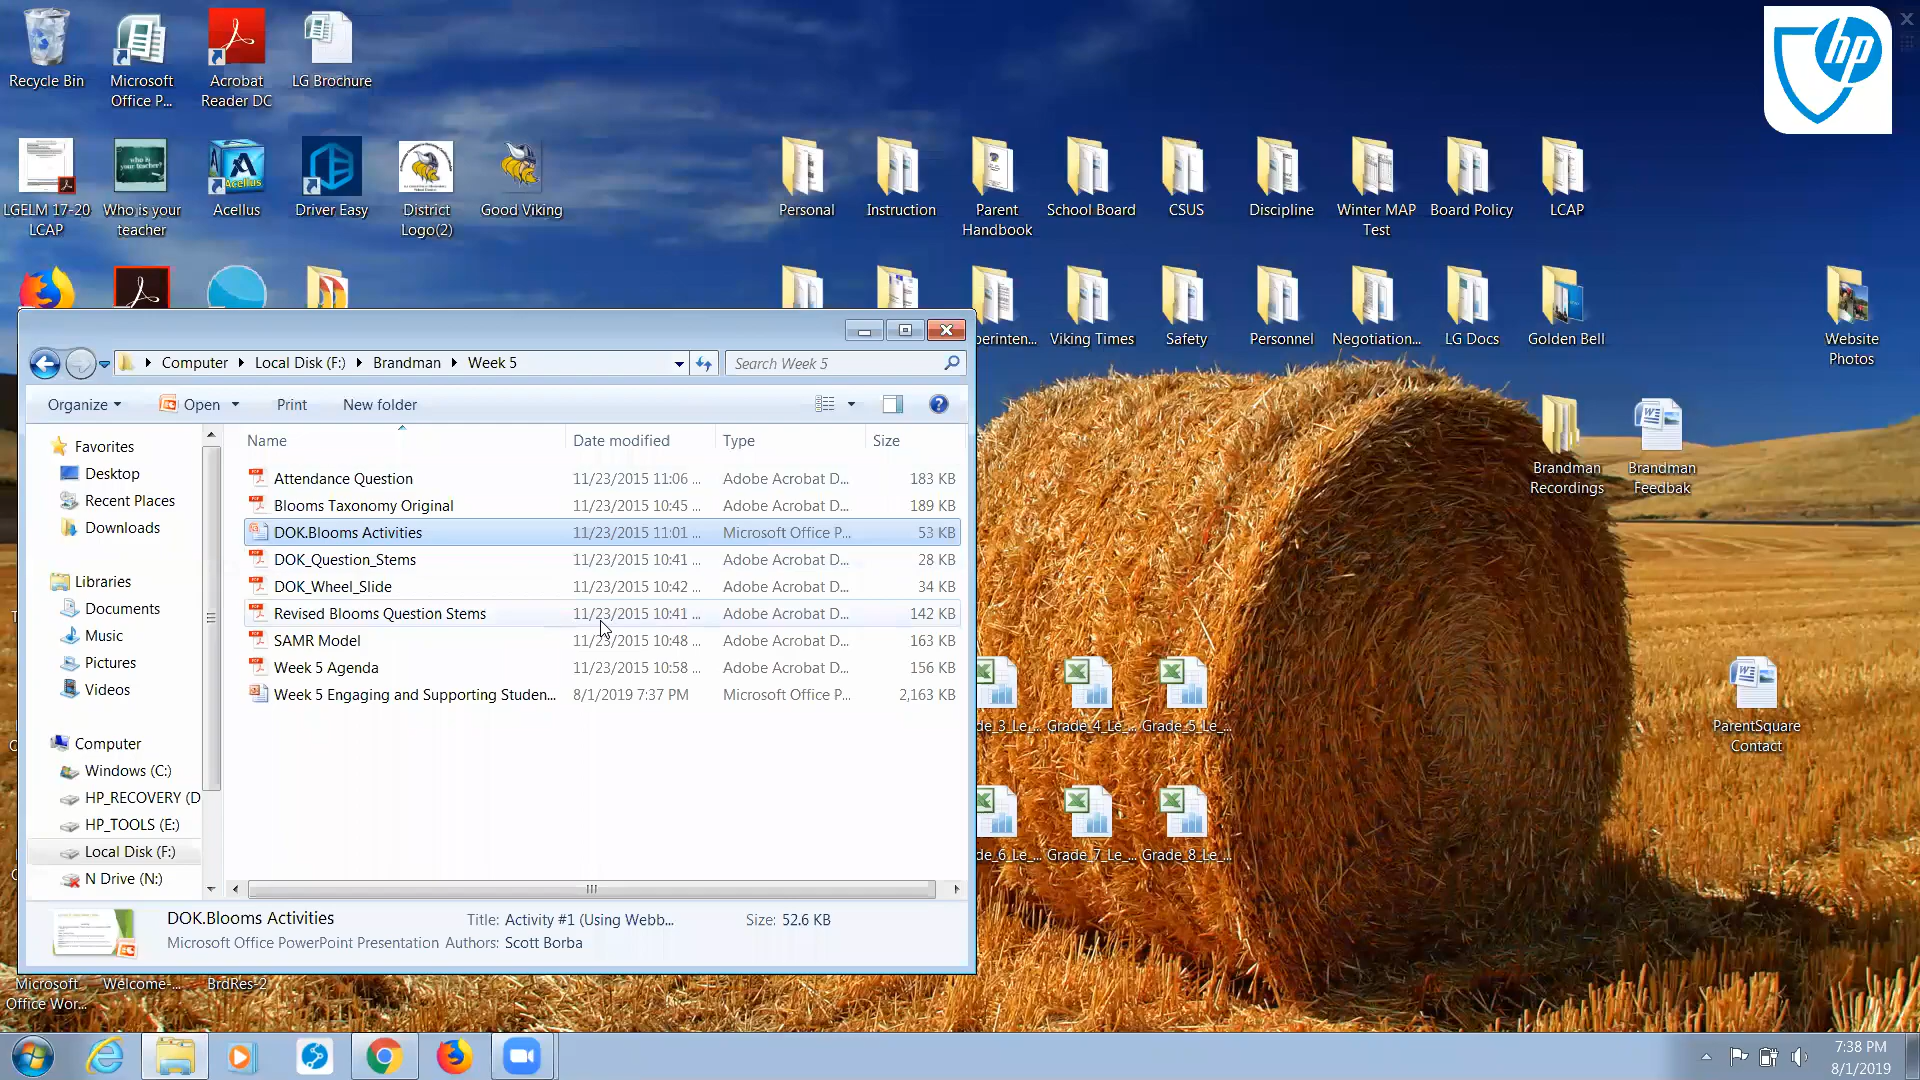 Recycle Bin
Microsoft
Office P...
Acrobat
Reader DC
LG Brochure
hp
LGELM 17-20
LCAP
Who is your
teacher
Acellus
Driver Easy
District
Logo(2)
Good Viking
Personal
Instruction
Parent
Handbook
School Board
CSUS
Discipline
Winter MAP
Test
Board Policy
LCAP
Viking Times
Safety
Personnel
Negotiation...
LG Docs
Golden Bell
Website
Photos
Computer
Local Disk (F:)
Brandman
Week 5
Search Week 5
Organize
Open
Print
New folder
Name
Date modified
Type
Size
Attendance Question 11/23/2015 11:06 ... Adobe Acrobat D... 183 KB
Blooms Taxonomy Original 11/23/2015 10:45 ... Adobe Acrobat D... 189 KB
DOK.Blooms Activities 11/23/2015 11:01 ... Microsoft Office P... 53 KB
DOK_Question_Stems 11/23/2015 10:41 ... Adobe Acrobat D... 28 KB
DOK_Wheel_Slide 11/23/2015 10:42 ... Adobe Acrobat D... 34 KB
Revised Blooms Question Stems 11/23/2015 10:41 ... Adobe Acrobat D... 142 KB
SAMR Model 11/23/2015 10:48 ... Adobe Acrobat D... 163 KB
Week 5 Agenda 11/23/2015 10:58 ... Adobe Acrobat D... 156 KB
Week 5 Engaging and Supporting Studen... 8/1/2019 7:37 PM Microsoft Office P... 2,163 KB
Favorites
Desktop
Recent Places
Downloads
Libraries
Documents
Music
Pictures
Videos
Computer
Windows (C:)
HP_RECOVERY (D
HP_TOOLS (E:)
Local Disk (F:)
N Drive (N:)
DOK.Blooms Activities
Microsoft Office PowerPoint Presentation
Title: Activity #1 (Using Webb...
Authors: Scott Borba
Size: 52.6 KB
Brandman
Recordings
Brandman
Feedbak
de_3_Le_...
Grade_4_Le_...
Grade_5_Le_...
ParentSquare
Contact
de_6_Le_...
Grade_7_Le_...
Grade_8_Le_...
Microsoft
Office Wor...
Welcome-...
BrdRes-2
7:38 PM
8/1/2019